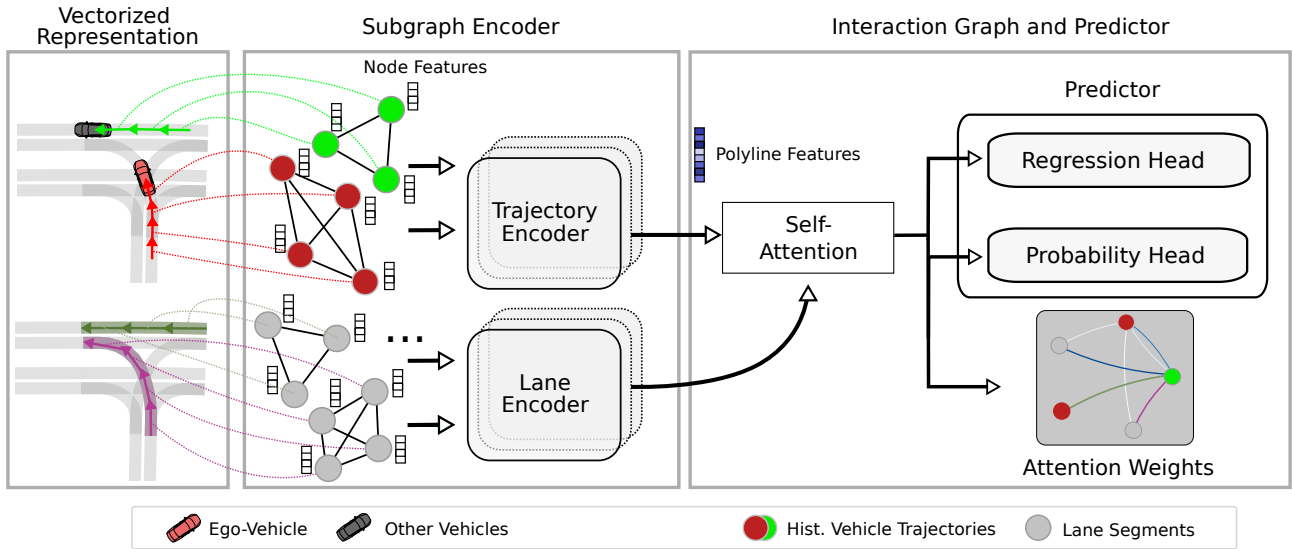 Vectorized
Representation
Subgraph Encoder
Interaction Graph and Predictor
Node Features
Predictor
Polyline Features
Regression Head
Trajectory
Encoder
Self-
Attention
Probability Head
...
Lane
Encoder
Attention Weights
Ego-Vehicle
Other Vehicles
Hist. Vehicle Trajectories
Lane Segments